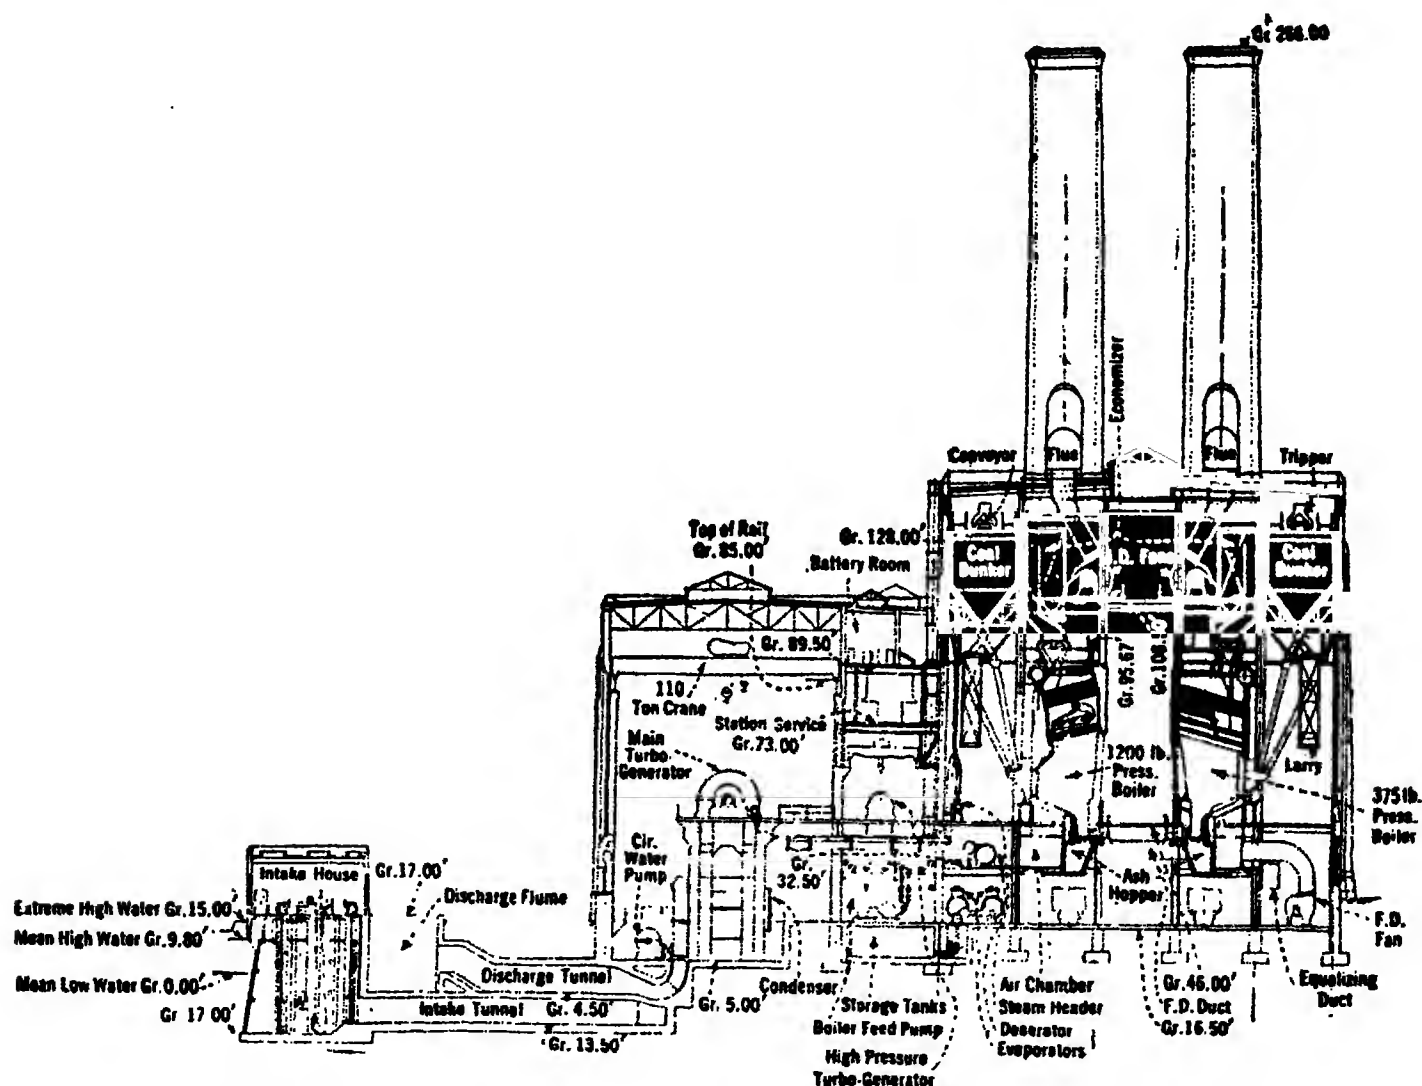 Gr 266.00
Economizer
Conveyor
Flue
Flue
Tripper
Top of Rail
Gr. 85.00'
Gr. 128.00'
Battery Room
Coal
Bunker
D. Fans
Coal
Bunker
Gr. 89.50'
Gr. 95.67
Gr. 108.
110
Ton Crane
Station Service
Gr. 73.00'
Main
Turbo-
Generator
1200 lb.
Press.
Boiler
Larry
375 lb.
Press.
Boiler
Cir.
Water
Pump
Gr.
32.50'
Ash
Hopper
Intake House
Gr. 17.00'
Discharge Flume
Extreme High Water Gr. 15.00'
Mean High Water Gr. 9.80'
F.D.
Fan
Mean Low Water Gr. 0.00'
Discharge Tunnel
Condenser
Equalizing
Duct
Gr 17 00'
Intake Tunnel
Gr. 4.50'
Gr. 5.00'
Gr. 13.50'
Storage Tanks
Boiler Feed Pump
High Pressure
Turbo-Generator
Air Chamber
Steam Header
Deaerator
Evaporators
Gr. 46.00'
F.D. Duct
Gr. 16.50'